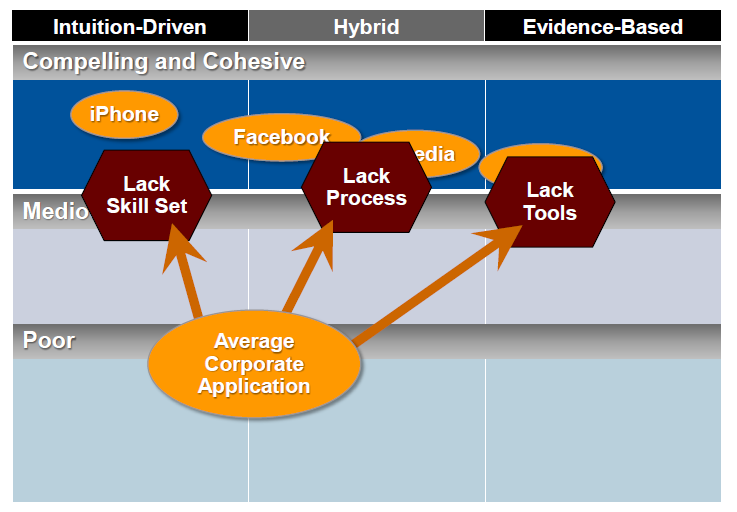 Intuition-Driven
Hybrid
Evidence-Based
Compelling and Cohesive
iPhone
Facebook
edia
Lack
Skill Set
Lack
Process
Lack
Tools
Medio
Poor
Average
Corporate
Application